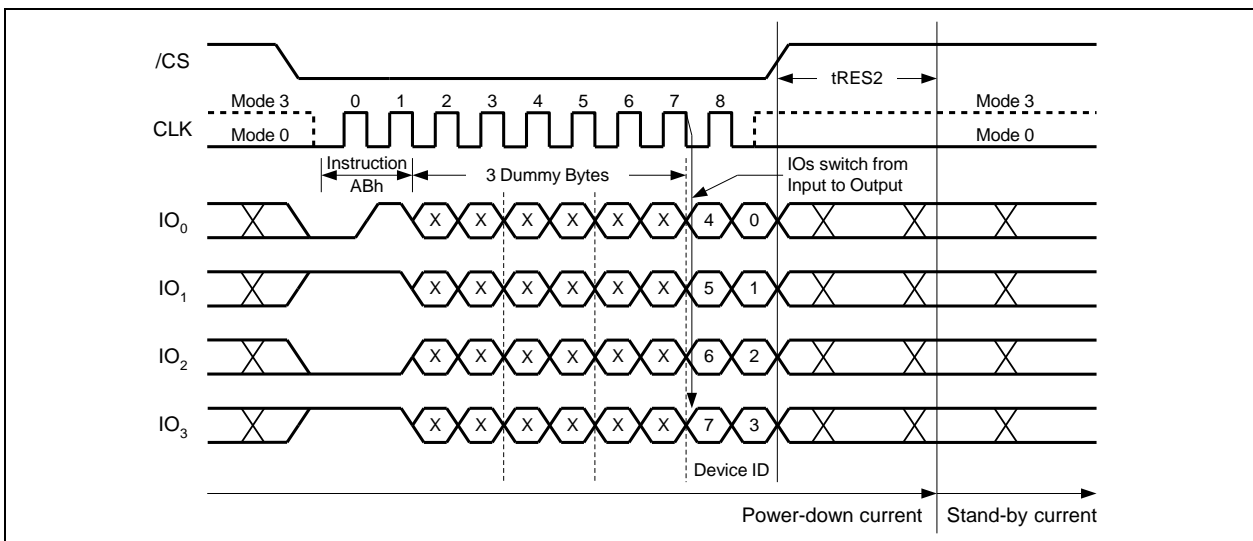 /CS
tRES2
Mode 3 0 1 2 3 4 5 6 7 8 Mode 3
CLK Mode 0 Mode 0
Instruction
ABh
3 Dummy Bytes
IOs switch from
Input to Output
IO0 X X X X X X 4 0
IO1 X X X X X X 5 1
IO2 X X X X X X 6 2
IO3 X X X X X X 7 3
Device ID
Power-down current Stand-by current